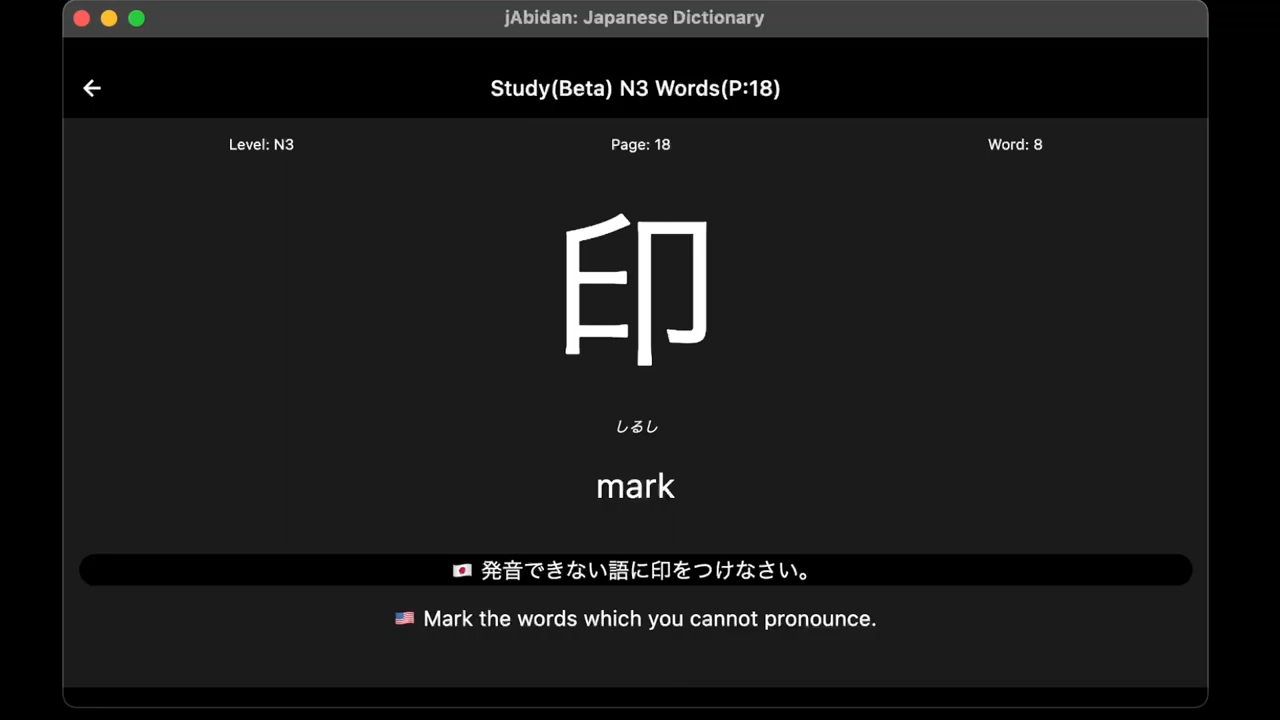 jAbidan: Japanese Dictionary
Study(Beta) N3 Words(P:18)
Level: N3 Page: 18 Word: 8
印
しるし
mark
🇯🇵 発音できない語に印をつけなさい。
🇺🇸 Mark the words which you cannot pronounce.